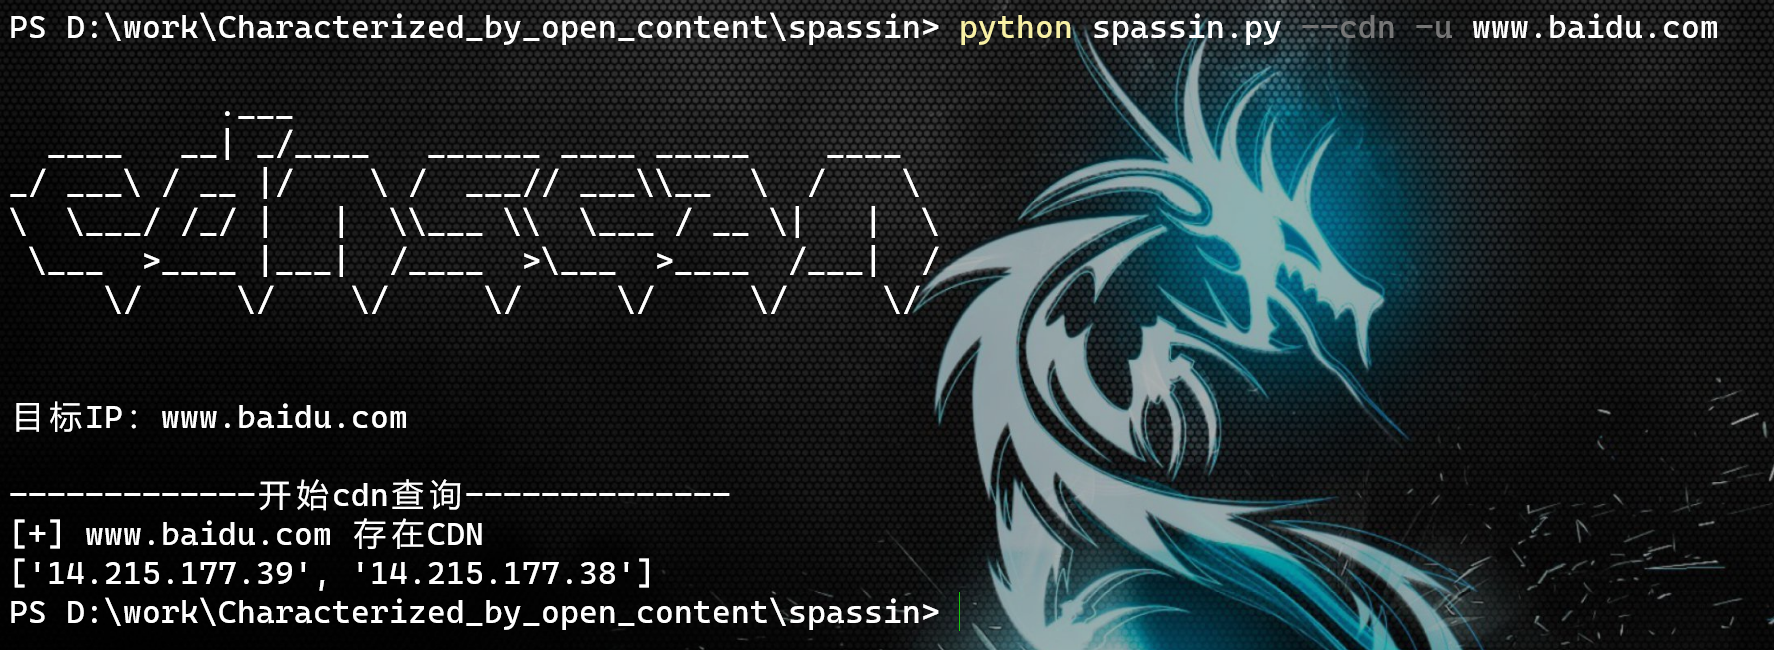 PS D:\work\Characterized_by_open_content\spassin> python spassin.py --cdn -u www.baidu.com
            .___
  ____   __| _/____   ______ ____ _____    ____
_/ ___\ / __ |/    \ /  ___// ___\\__  \  /    \
\  \___/ /_/ |   |  \\___ \\  \___ / __ \|   |  \
 \___  >____ |___|  /____  >\___  >____  /___|  /
     \/     \/    \/     \/     \/     \/     \/
目标IP: www.baidu.com
-------------开始cdn查询--------------
[+] www.baidu.com 存在CDN
['14.215.177.39', '14.215.177.38']
PS D:\work\Characterized_by_open_content\spassin>